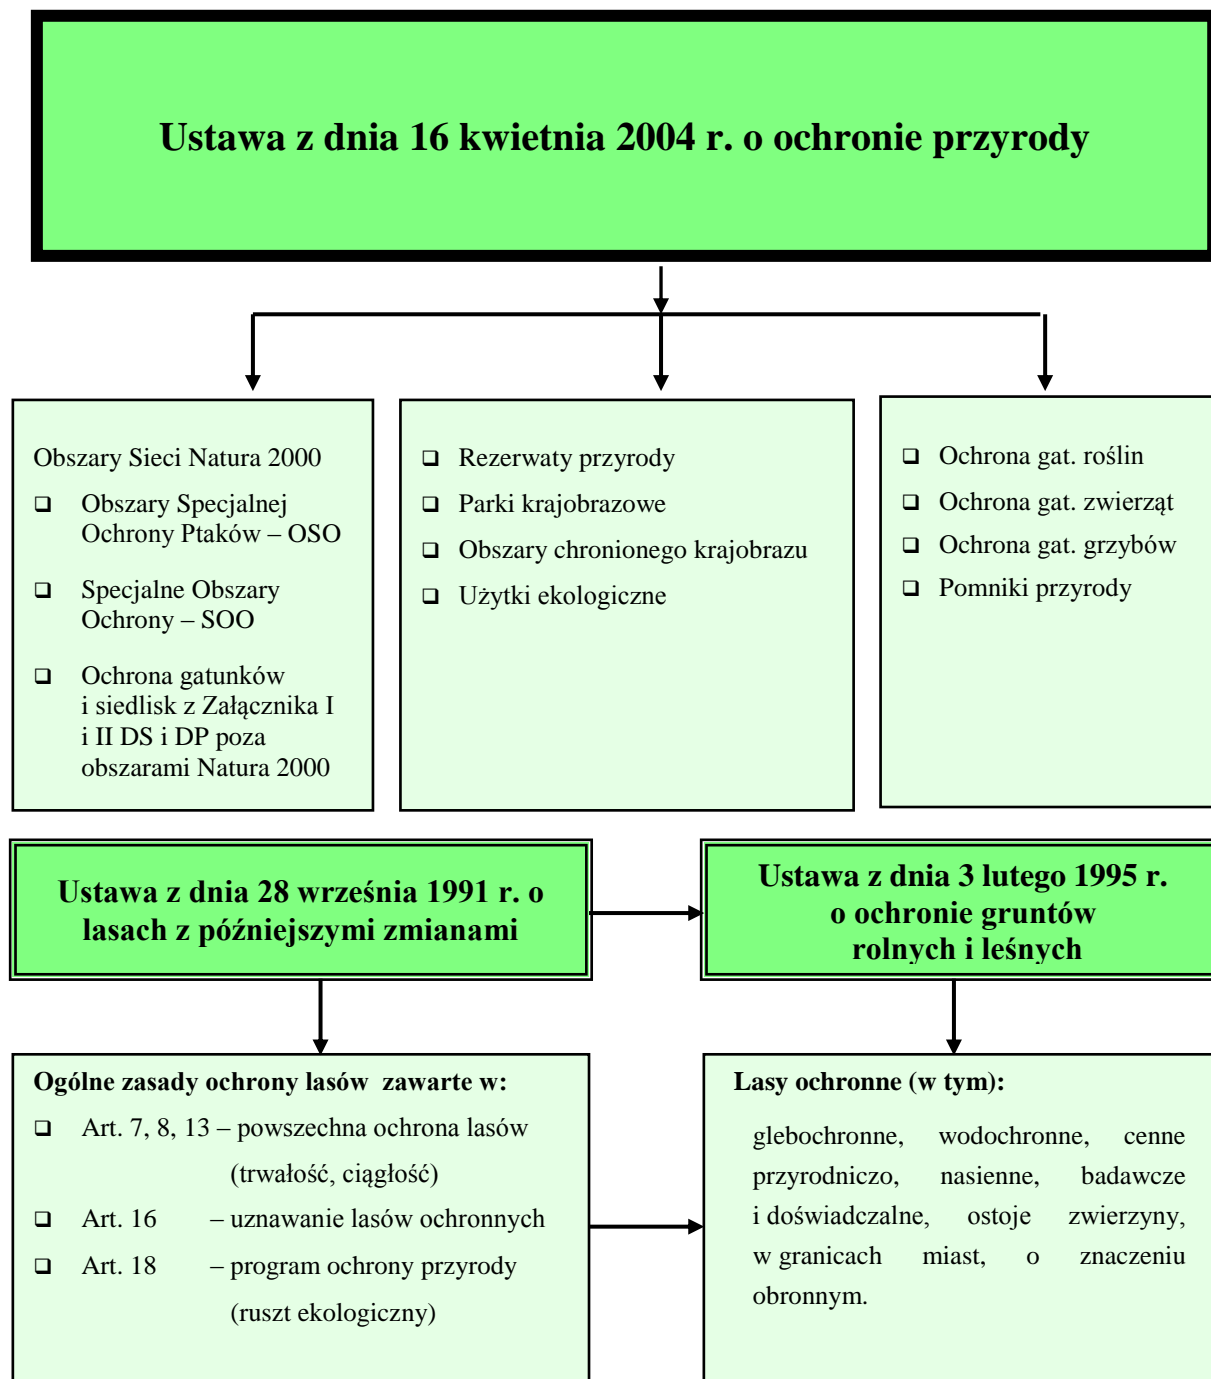 Ustawa z dnia 16 kwietnia 2004 r. o ochronie przyrody
Obszary Sieci Natura 2000
❑ Obszary Specjalnej
Ochrony Ptaków – OSO
❑ Specjalne Obszary
Ochrony – SOO
❑ Ochrona gatunków
i siedlisk z Załącznika I
i II DS i DP poza
obszarami Natura 2000
❑ Rezerwaty przyrody
❑ Parki krajobrazowe
❑ Obszary chronionego krajobrazu
❑ Użytki ekologiczne
❑ Ochrona gat. roślin
❑ Ochrona gat. zwierząt
❑ Ochrona gat. grzybów
❑ Pomniki przyrody
Ustawa z dnia 28 września 1991 r. o
lasach z późniejszymi zmianami
Ustawa z dnia 3 lutego 1995 r.
o ochronie gruntów
rolnych i leśnych
Ogólne zasady ochrony lasów zawarte w:
❑ Art. 7, 8, 13 – powszechna ochrona lasów
(trwałość, ciągłość)
❑ Art. 16 – uznawanie lasów ochronnych
❑ Art. 18 – program ochrony przyrody
(ruszt ekologiczny)
Lasy ochronne (w tym):
glebochronne, wodochronne, cenne
przyrodniczo, nasienne, badawcze
i doświadczalne, ostoje zwierzyny,
w granicach miast, o znaczeniu
obronnym.